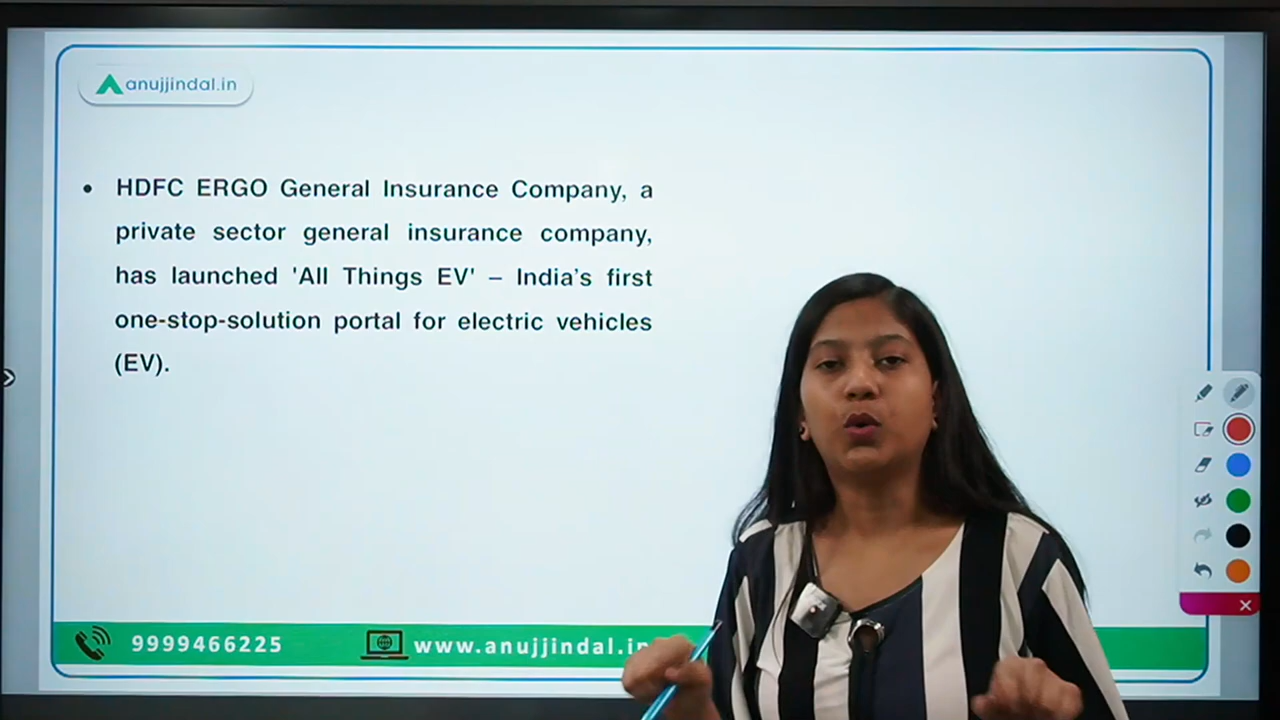 anujjindal.in
• HDFC ERGO General Insurance Company, a
private sector general insurance company,
has launched 'All Things EV' – India’s first
one-stop-solution portal for electric vehicles
(EV).
9999466225
www.anujjindal.in